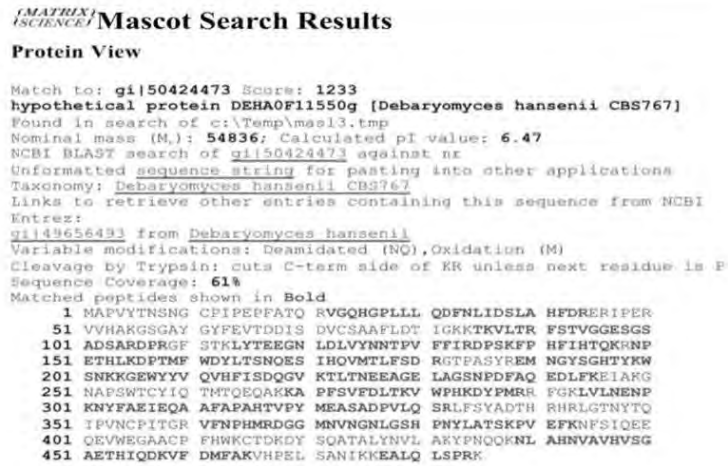 (MATRIX)
(SCIENCE) Mascot Search Results
Protein View
Match to: gi|50424473 Score: 1233
hypothetical protein DEHA0F11550g [Debaryomyces hansenii CBS767]
Found in search of c:\Temp\mas13.tmp
Nominal mass (Mr): 54836; Calculated pI value: 6.47
NCBI BLAST search of gi|50424473 against nr
Unformatted sequence string for pasting into other applications
Taxonomy: Debaryomyces hansenii CBS767
Links to retrieve other entries containing this sequence from NCBI
Entrez:
gi|49656493 from Debaryomyces hansenii
Variable modifications: Deamidated (NQ),Oxidation (M)
Cleavage by Trypsin: cuts C-term side of KR unless next residue is P
Sequence Coverage: 61%
Matched peptides shown in Bold
1 MAPVYTNSNG CPIPEPFATQ RVGQHGPLLL QDFNLIDSLA HFDRERIPER
51 VVHAKGSGAY GYFEVTDDIS DVCSAAFLDT IGKKTKVLTR FSTVGGESGS
101 ADSARDPRGF STKLYTEEGN LDLVYNNTPV FFIRDPSKFP HFIHTQKRNP
151 ETHLKDPTMF WDYLTSNQES IHQVMTLFSD RGTPASYREM NGYSGHTYKW
201 SNKKGEWYYV QVHFISDQGV KTLTNEEAGE LAGSNPDFAQ EDLFKEIAKG
251 NAPSWTCYIQ TMTQEQAKKA PFSVFDLTKV WPHKDYPMRR FGKLVLNENP
301 KNYFAEIEQA AFAPAHTVPY MEASADPVLQ SRLFSYADTH RHRLGTNYTQ
351 IPVNCPITGR VFNPHMRDGG MNVNGNLGSH PNYLATSKPV EFKNFSIQEE
401 QEVWEGAACP FHWKCTDKDY SQATALYNVL AKYPNQQKNL AHNVAVHVSG
451 AETHIQDKVF DMFAKVHPEL SANIKKEALQ LSPRK